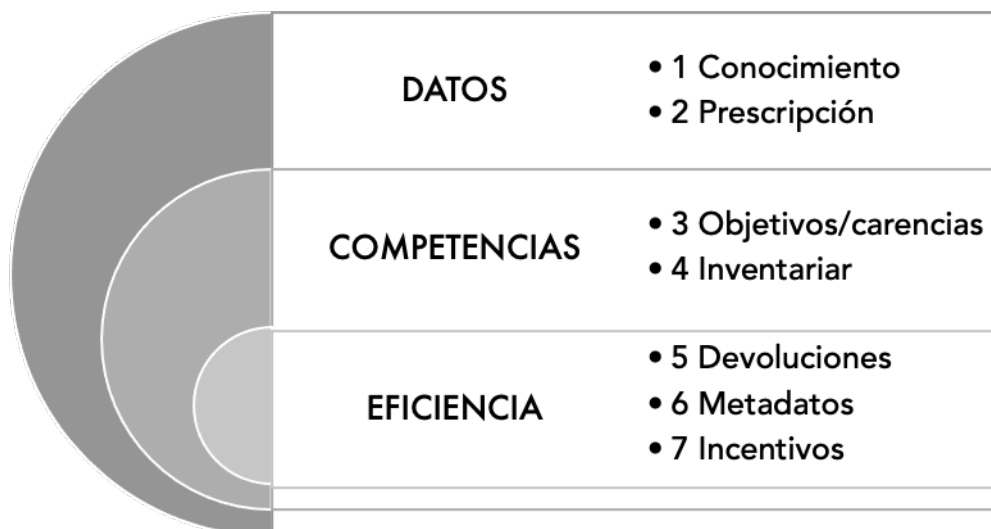 DATOS
• 1 Conocimiento
• 2 Prescripción
COMPETENCIAS
• 3 Objetivos/carencias
• 4 Inventariar
EFICIENCIA
• 5 Devoluciones
• 6 Metadatos
• 7 Incentivos